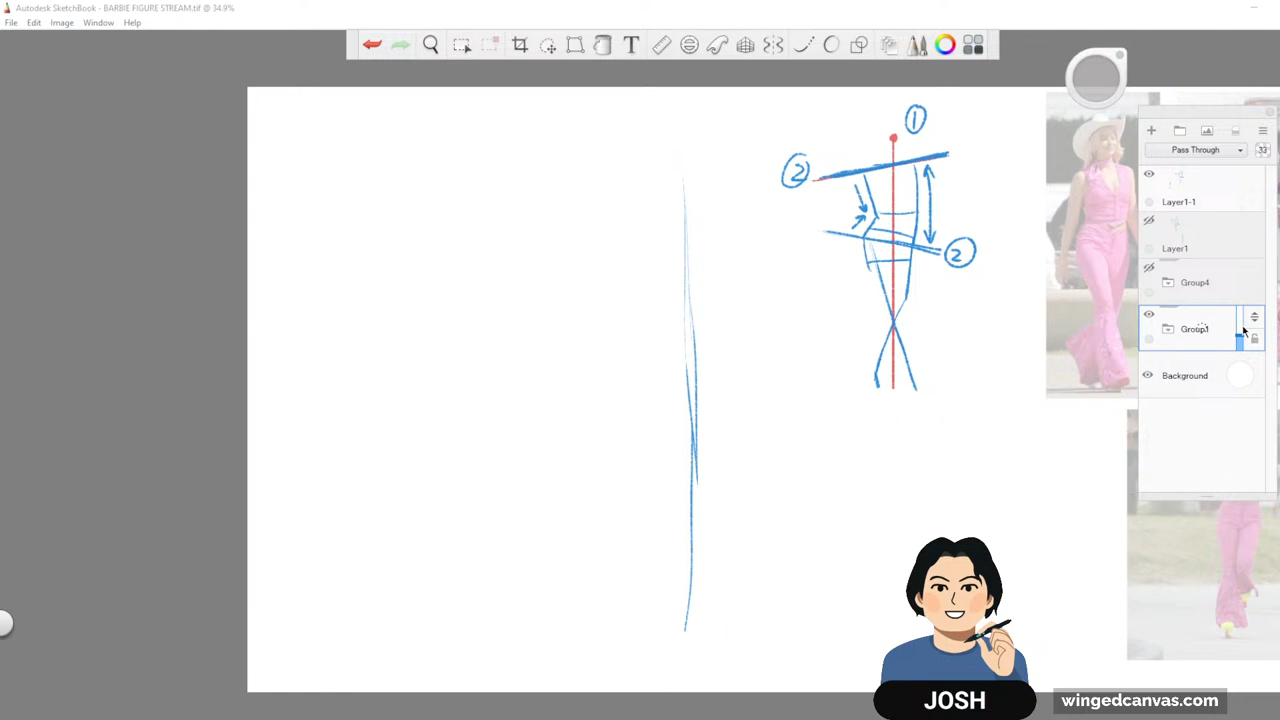 Autodesk SketchBook - BARBIE FIGURE STREAM.tif @ 34.9%
File Edit Image Window Help
T
①
②
②
Pass Through 33
Layer1-1
Layer1
Group4
Group1
Background
JOSH
wingedcanvas.com